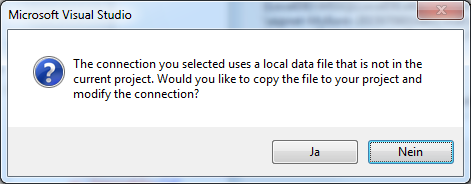 Microsoft Visual Studio
The connection you selected uses a local data file that is not in the
current project. Would you like to copy the file to your project and
modify the connection?
Ja
Nein